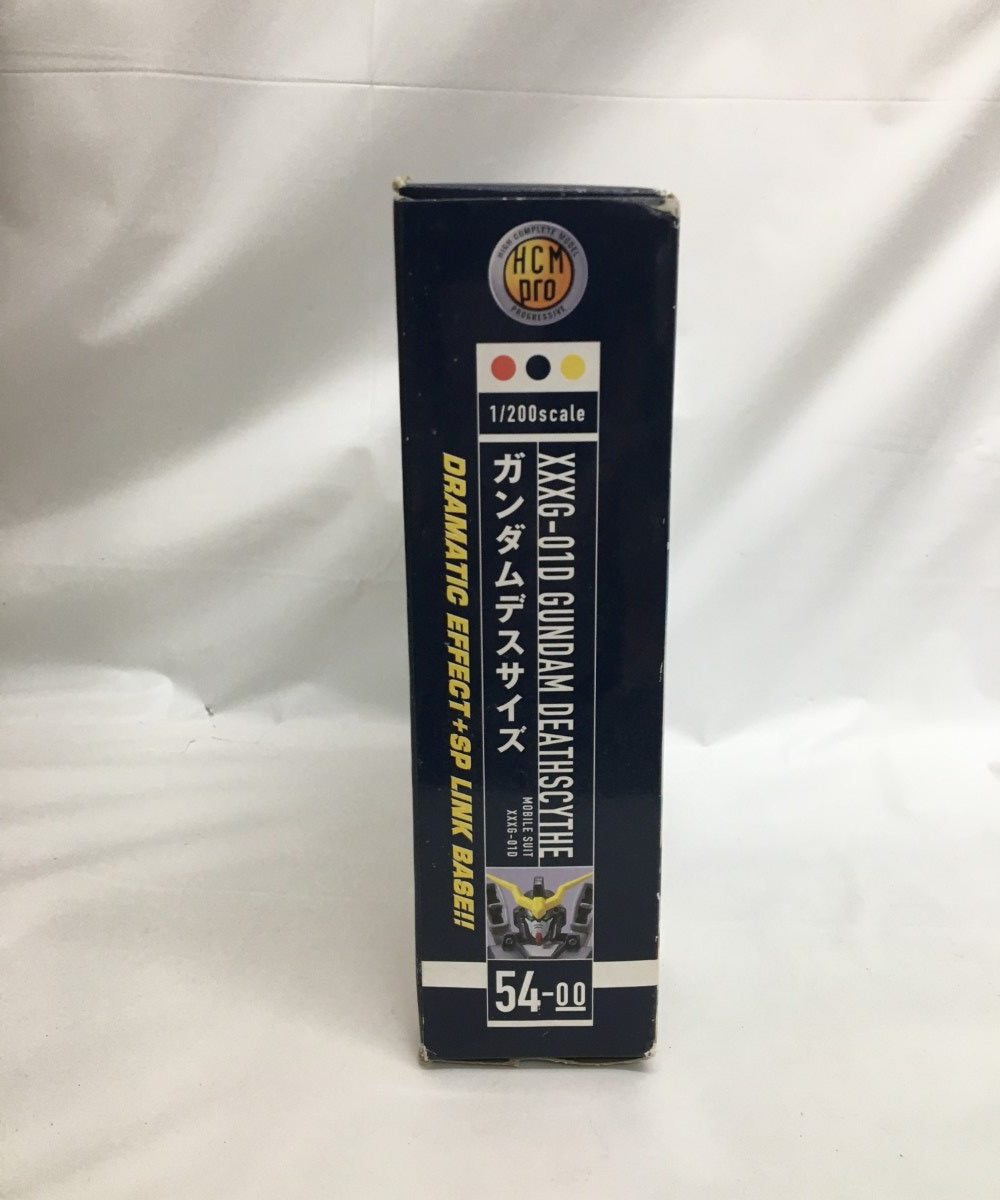 HIGH COMPLETE MODEL
HCM
pro
PROGRESSIVE
1/200scale
XXXG-01D GUNDAM DEATHSCYTHE
ガンダムデスサイズ
MOBILE SUIT
XXXG-01D
DRAMATIC EFFECT+SP LINK BASE!!
54-00